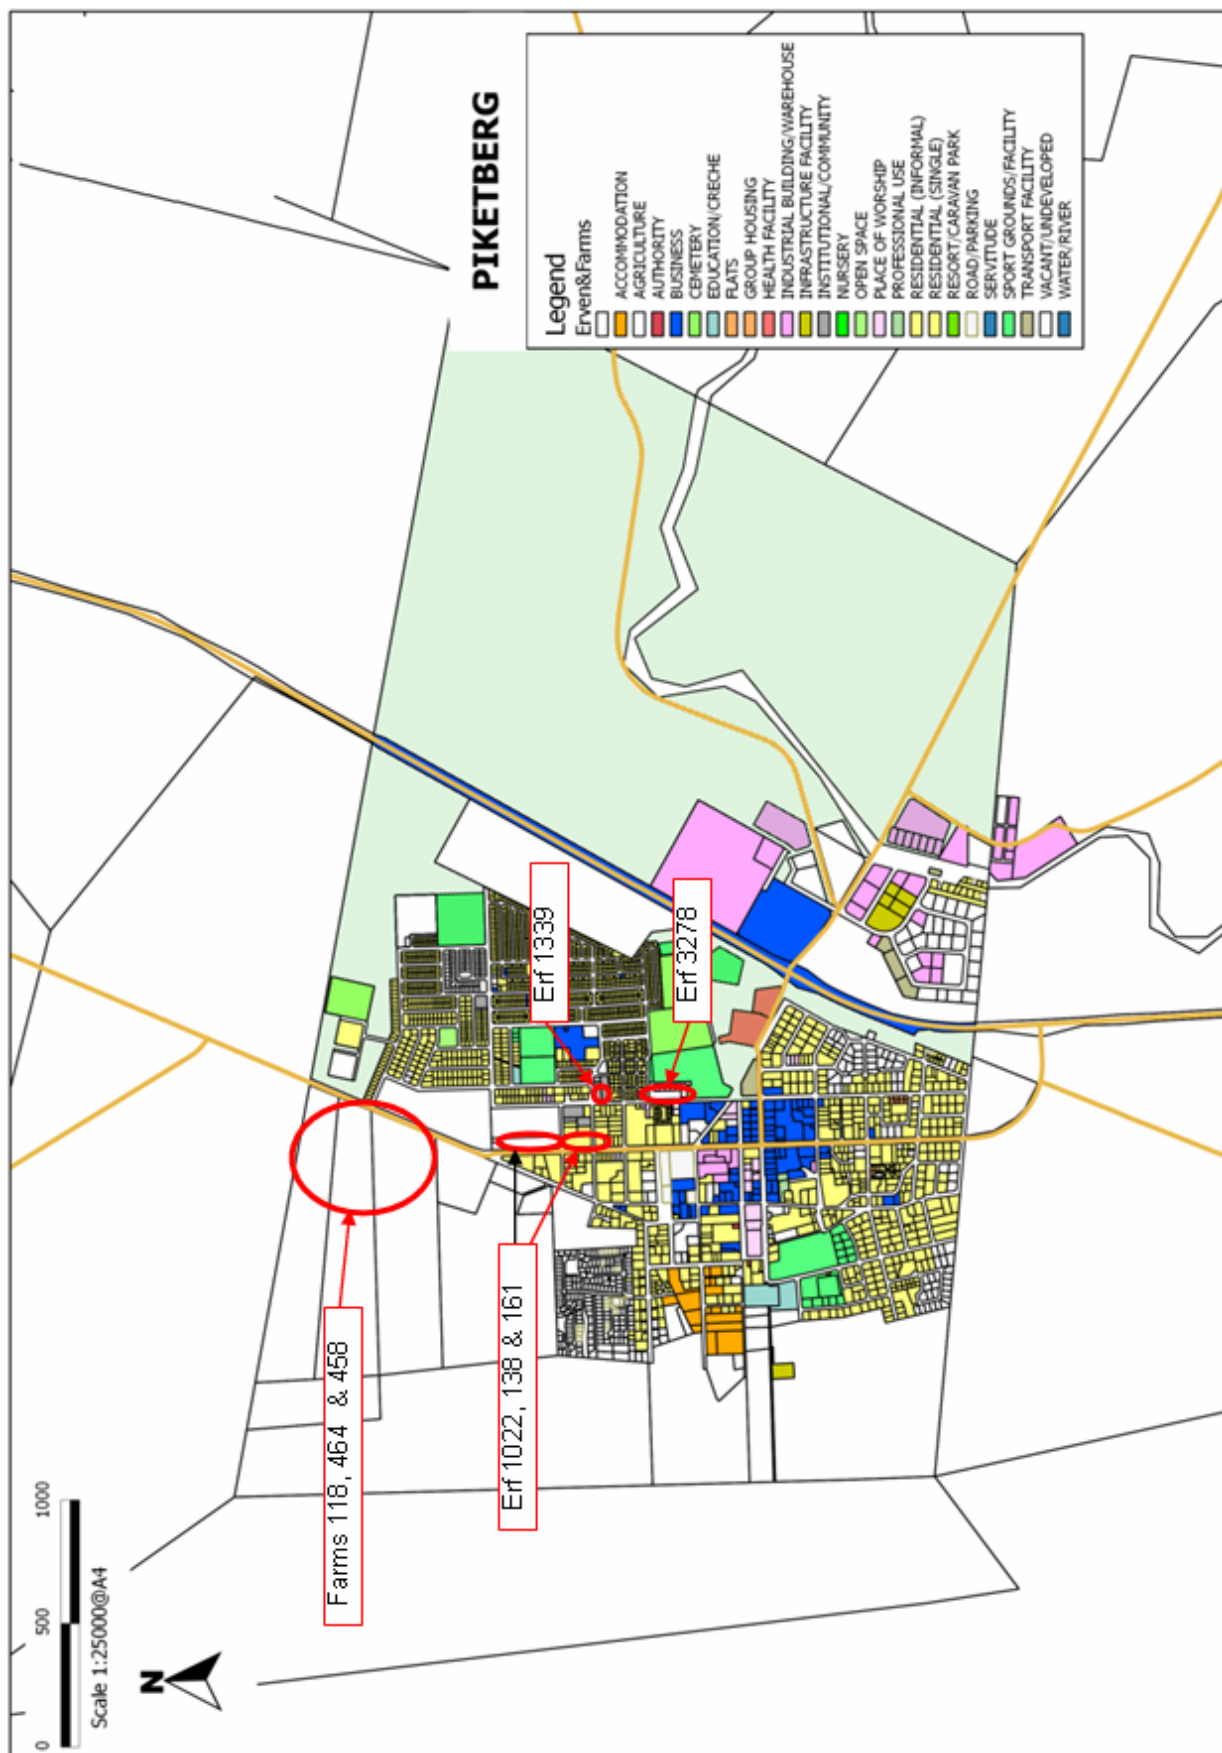 PIKETBERG
Legend
Erven&Farms
ACCOMMODATION
AGRICULTURE
AUTHORITY
BUSINESS
CEMETERY
EDUCATION/CRECHE
FLATS
GROUP HOUSING
HEALTH FACILITY
INDUSTRIAL BUILDING/WAREHOUSE
INFRASTRUCTURE FACILITY
INSTITUTIONAL/COMMUNITY
NURSERY
OPEN SPACE
PLACE OF WORSHIP
PROFESSIONAL USE
RESIDENTIAL (INFORMAL)
RESIDENTIAL (SINGLE)
RESORT/CARAVAN PARK
ROAD/PARKING
SERVITUDE
SPORT GROUNDS/FACILITY
TRANSPORT FACILITY
VACANT/UNDEVELOPED
WATER/RIVER
Erf 1339
Erf 3278
Farms 118, 464 & 458
Erf 1022, 138 & 161
0 500 1000
Scale 1:25000@A4
N